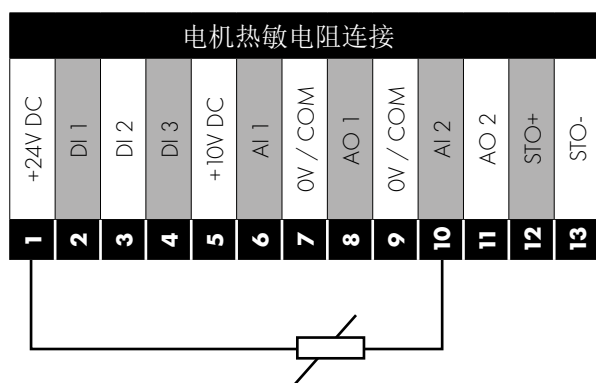 电机热敏电阻连接
+24V DC
DI 1
DI 2
DI 3
+10V DC
AI 1
0V / COM
AO 1
0V / COM
AI 2
AO 2
STO+
STO-
1 2 3 4 5 6 7 8 9 10 11 12 13